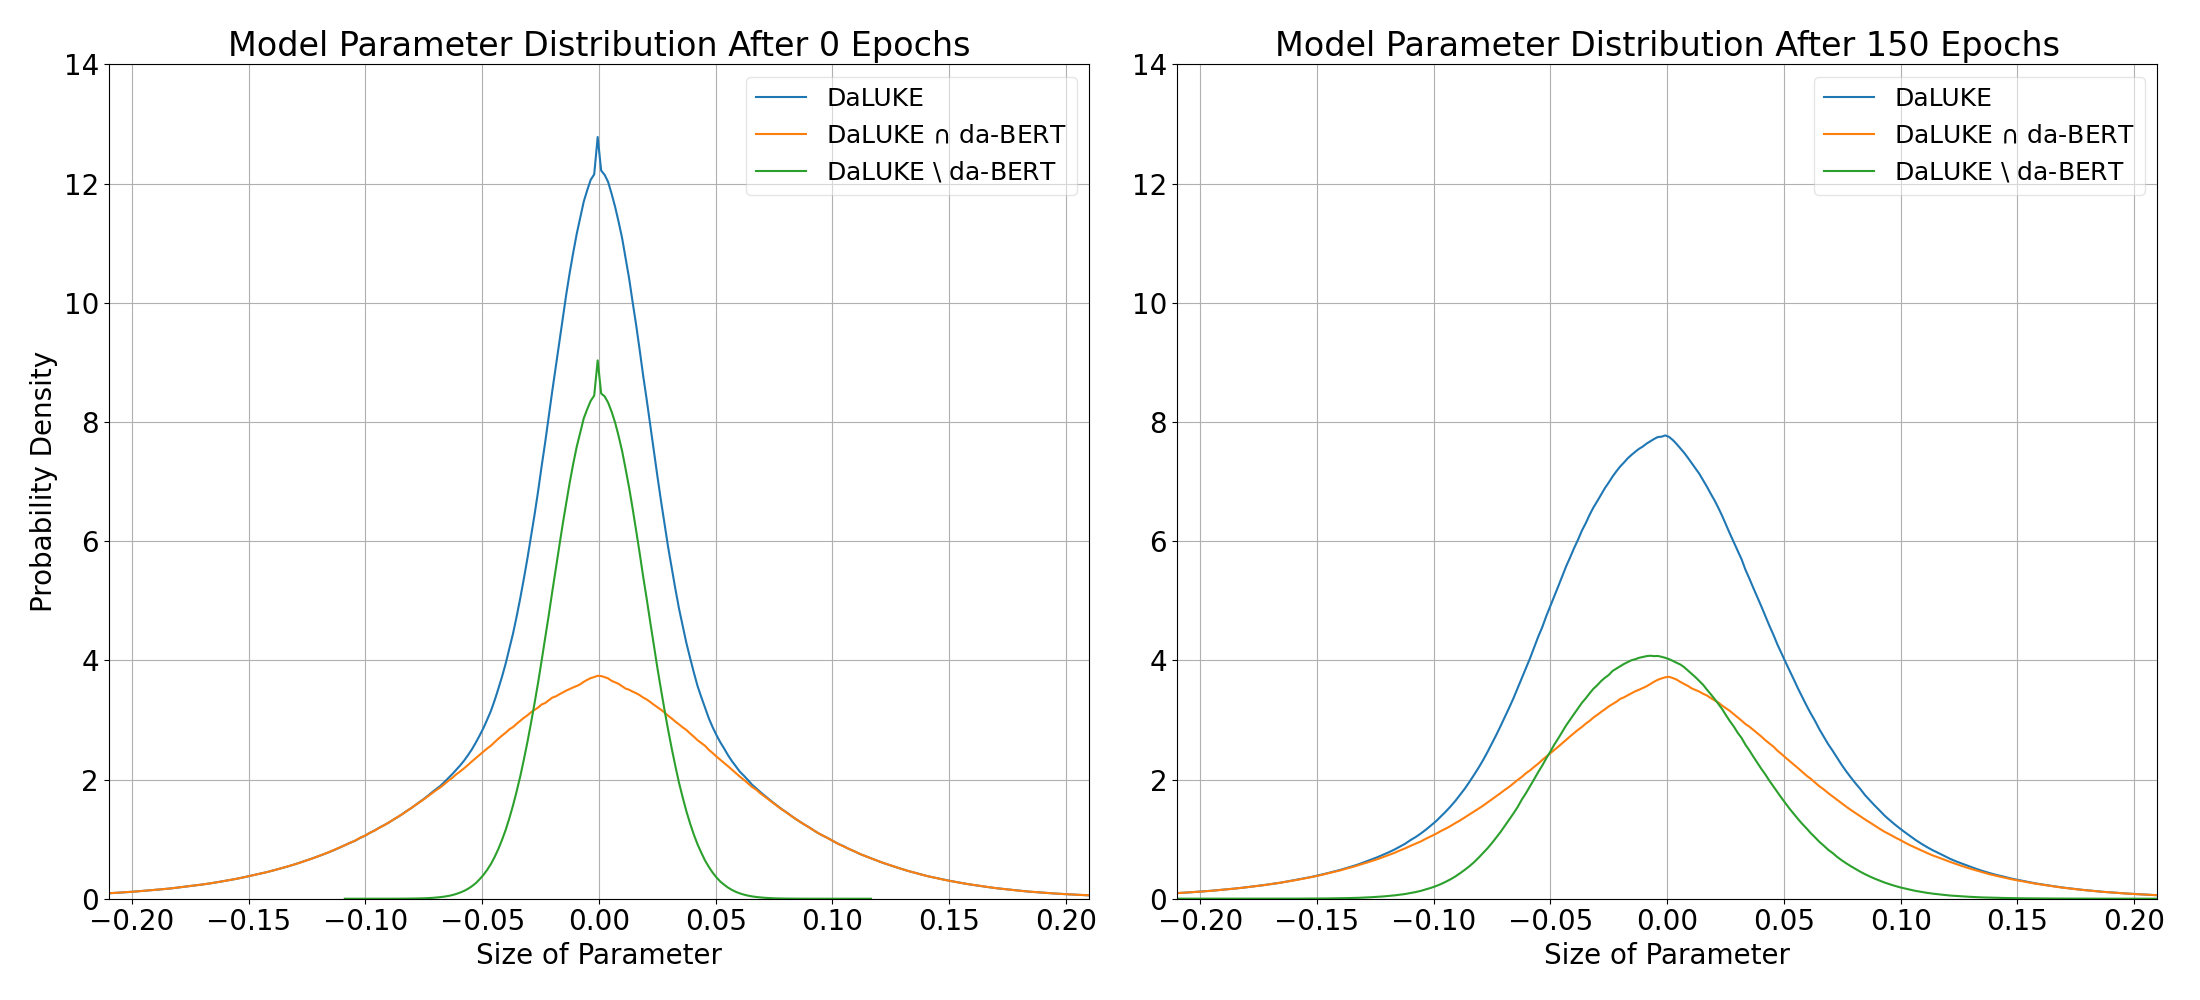 Model Parameter Distribution After 0 Epochs
14
12
10
8
6
4
2
0
Probability Density
DaLUKE
DaLUKE ∩ da-BERT
DaLUKE \ da-BERT
−0.20 −0.15 −0.10 −0.05 0.00 0.05 0.10 0.15 0.20
Size of Parameter
Model Parameter Distribution After 150 Epochs
14
12
10
8
6
4
2
0
DaLUKE
DaLUKE ∩ da-BERT
DaLUKE \ da-BERT
−0.20 −0.15 −0.10 −0.05 0.00 0.05 0.10 0.15 0.20
Size of Parameter